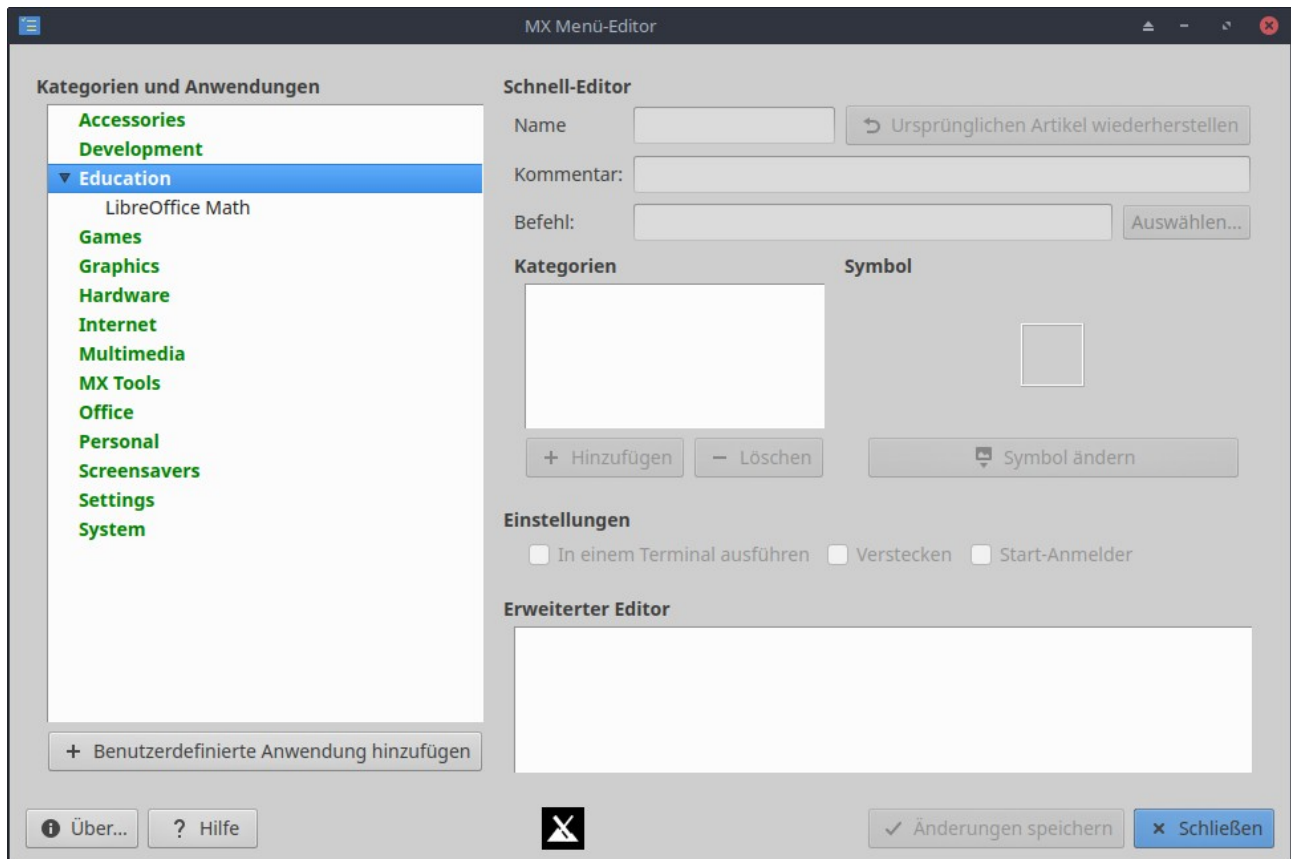 MX Menü-Editor
Kategorien und Anwendungen
Accessories
Development
Education
LibreOffice Math
Games
Graphics
Hardware
Internet
Multimedia
MX Tools
Office
Personal
Screensavers
Settings
System
+ Benutzerdefinierte Anwendung hinzufügen
Schnell-Editor
Name
Ursprünglichen Artikel wiederherstellen
Kommentar:
Befehl:
Auswählen...
Kategorien
Symbol
+ Hinzufügen
− Löschen
Symbol ändern
Einstellungen
In einem Terminal ausführen
Verstecken
Start-Anmelder
Erweiterter Editor
Über...
? Hilfe
Änderungen speichern
Schließen